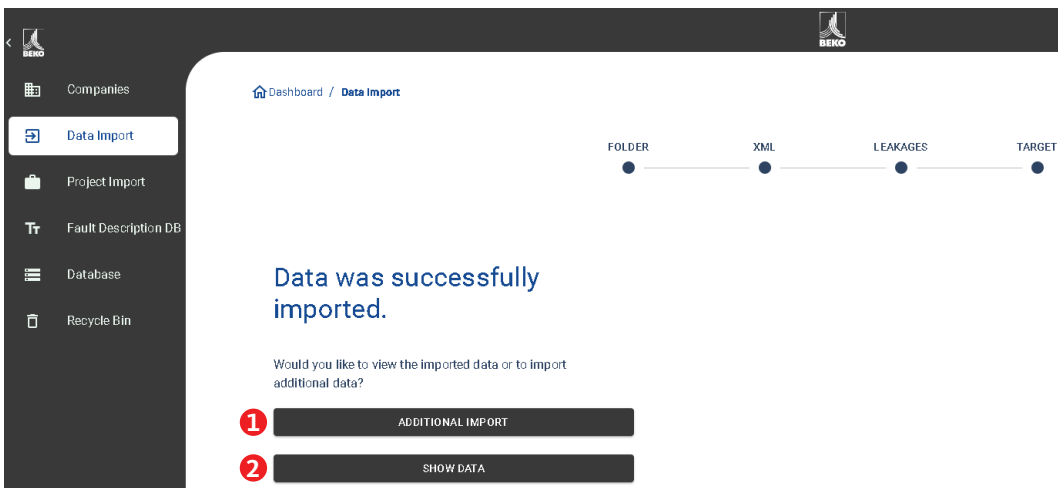 BEKO
BEKO
Companies
Data Import
Project Import
Fault Description DB
Database
Recycle Bin
Dashboard / Data Import
FOLDER XML LEAKAGES TARGET
Data was successfully
imported.
Would you like to view the imported data or to import
additional data?
1 ADDITIONAL IMPORT
2 SHOW DATA